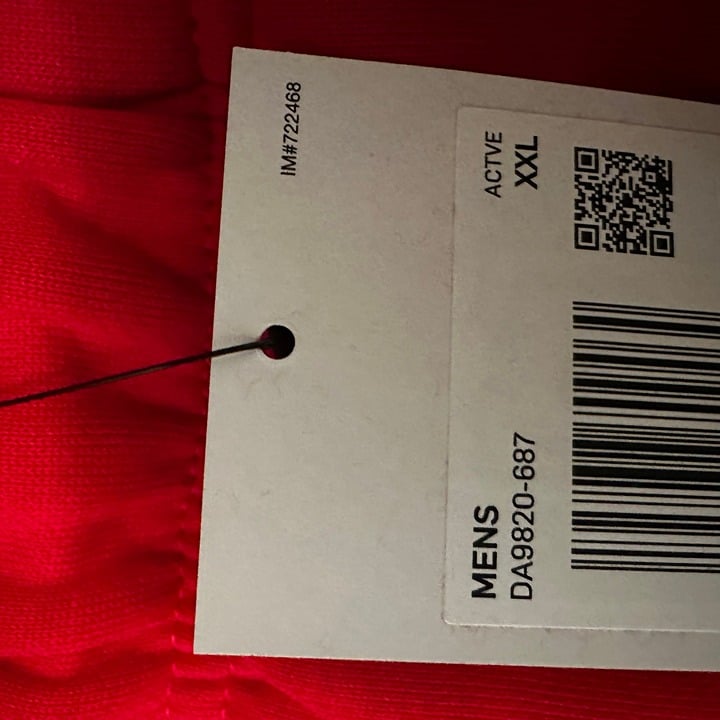 IM#722468
ACTVE
XXL
MENS
DA9820-687